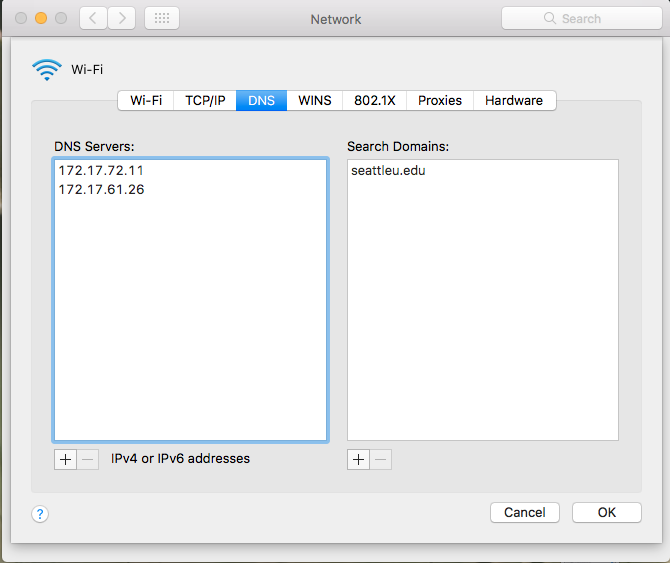 Network
Search
Wi-Fi
Wi-Fi TCP/IP DNS WINS 802.1X Proxies Hardware
DNS Servers:
172.17.72.11
172.17.61.26
Search Domains:
seattleu.edu
+ − IPv4 or IPv6 addresses
+ −
? Cancel OK